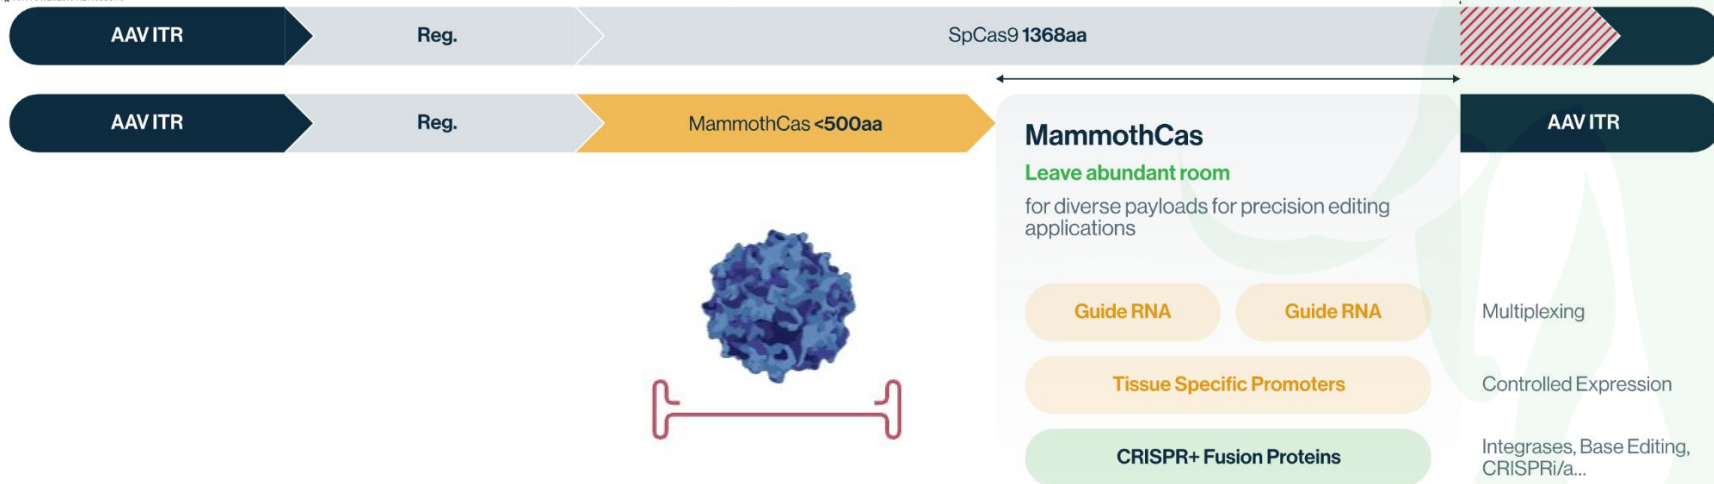 AAV ITR Reg. SpCas9 1368aa
AAV ITR Reg. MammothCas <500aa AAV ITR
MammothCas
Leave abundant room
for diverse payloads for precision editing
applications
Guide RNA Guide RNA Multiplexing
Tissue Specific Promoters Controlled Expression
CRISPR+ Fusion Proteins Integrases, Base Editing,
CRISPRi/a...